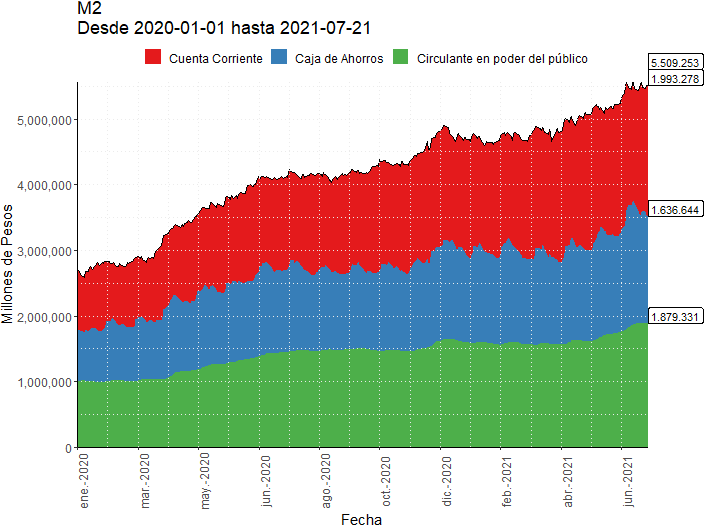 M2
Desde 2020-01-01 hasta 2021-07-21
Cuenta Corriente Caja de Ahorros Circulante en poder del público
5.509.253
1.993.278
5,000,000
4,000,000
1.636.644
3,000,000
Millones de Pesos
2,000,000
1.879.331
1,000,000
0
ene.-2020 mar.-2020 may.-2020 jun.-2020 ago.-2020 oct.-2020 dic.-2020 feb.-2021 abr.-2021 jun.-2021
Fecha